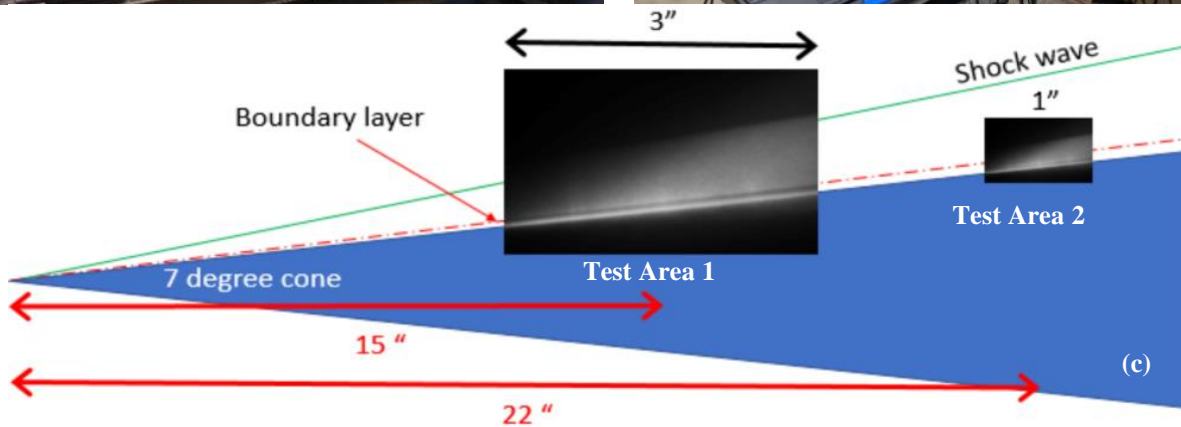 3”
Shock wave
1”
Boundary layer
Test Area 2
Test Area 1
7 degree cone
15 “
(c)
22 “